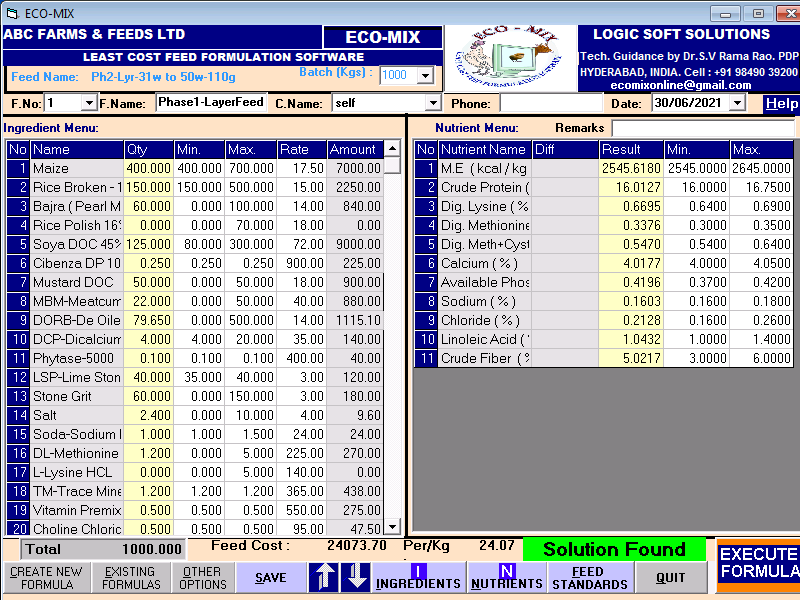 ECO-MIX
ABC FARMS & FEEDS LTD
ECO-MIX
LEAST COST FEED FORMULATION SOFTWARE
Feed Name: Ph2-Lyr-31w to 50w-110g Batch (Kgs) : 1000
ECO - MIX
LOGIC SOFT SOLUTIONS
Tech. Guidance by Dr.S.V Rama Rao. PDP
HYDERABAD, INDIA. Cell : +91 98490 39200
ecomixonline@gmail.com
F.No: 1 F.Name: Phase1-LayerFeed C.Name: self Phone: Date: 30/06/2021 Help
Ingredient Menu:
No Name Qty Min. Max. Rate Amount
1 Maize 400.000 400.000 700.000 17.50 7000.00
2 Rice Broken - 1 150.000 150.000 500.000 15.00 2250.00
3 Bajra ( Pearl M 60.000 0.000 100.000 14.00 840.00
4 Rice Polish 16% 0.000 0.000 70.000 18.00 0.00
5 Soya DOC 45% 125.000 80.000 300.000 72.00 9000.00
6 Cibenza DP 10 0.250 0.250 0.250 900.00 225.00
7 Mustard DOC 50.000 0.000 50.000 18.00 900.00
8 MBM-Meatcum 22.000 0.000 50.000 40.00 880.00
9 DORB-De Oile 79.650 0.000 500.000 14.00 1115.10
10 DCP-Dicalcium 4.000 4.000 20.000 35.00 140.00
11 Phytase-5000 0.100 0.100 0.100 400.00 40.00
12 LSP-Lime Ston 40.000 35.000 40.000 3.00 120.00
13 Stone Grit 60.000 0.000 150.000 3.00 180.00
14 Salt 2.400 0.000 10.000 4.00 9.60
15 Soda-Sodium 1.000 1.000 1.500 24.00 24.00
16 DL-Methionine 1.200 0.000 5.000 225.00 270.00
17 L-Lysine HCL 0.000 0.000 5.000 140.00 0.00
18 TM-Trace Mine 1.200 1.200 1.200 365.00 438.00
19 Vitamin Premix 0.500 0.500 0.500 550.00 275.00
20 Choline Chloric 0.500 0.500 0.500 95.00 47.50
Nutrient Menu: Remarks
No Nutrient Name Diff Result Min. Max.
1 M.E ( kcal / kg 2545.6180 2545.0000 2645.0000
2 Crude Protein ( 16.0127 16.0000 16.7500
3 Dig. Lysine ( % 0.6695 0.6400 0.6900
4 Dig. Methionine 0.3376 0.3000 0.3500
5 Dig. Meth+Cyst 0.5470 0.5400 0.6400
6 Calcium ( % ) 4.0177 4.0000 4.0500
7 Available Phos 0.4196 0.3700 0.4200
8 Sodium ( % ) 0.1603 0.1600 0.1800
9 Chloride ( % ) 0.2128 0.1600 0.2600
10 Linoleic Acid ( 1.0432 1.0000 1.4000
11 Crude Fiber ( % 5.0217 3.0000 6.0000
Total 1000.000 Feed Cost : 24073.70 Per/Kg 24.07 Solution Found
CREATE NEW FORMULA
EXISTING FORMULAS
OTHER OPTIONS
SAVE
I
INGREDIENTS
N
NUTRIENTS
FEED STANDARDS
QUIT
EXECUTE
FORMULA